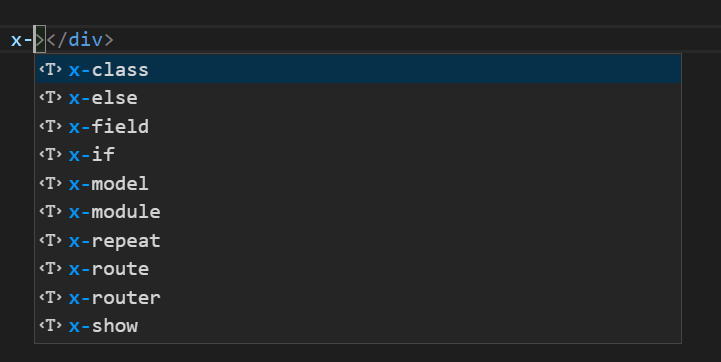 x-></div>
<T> x-class
<T> x-else
<T> x-field
<T> x-if
<T> x-model
<T> x-module
<T> x-repeat
<T> x-route
<T> x-router
<T> x-show